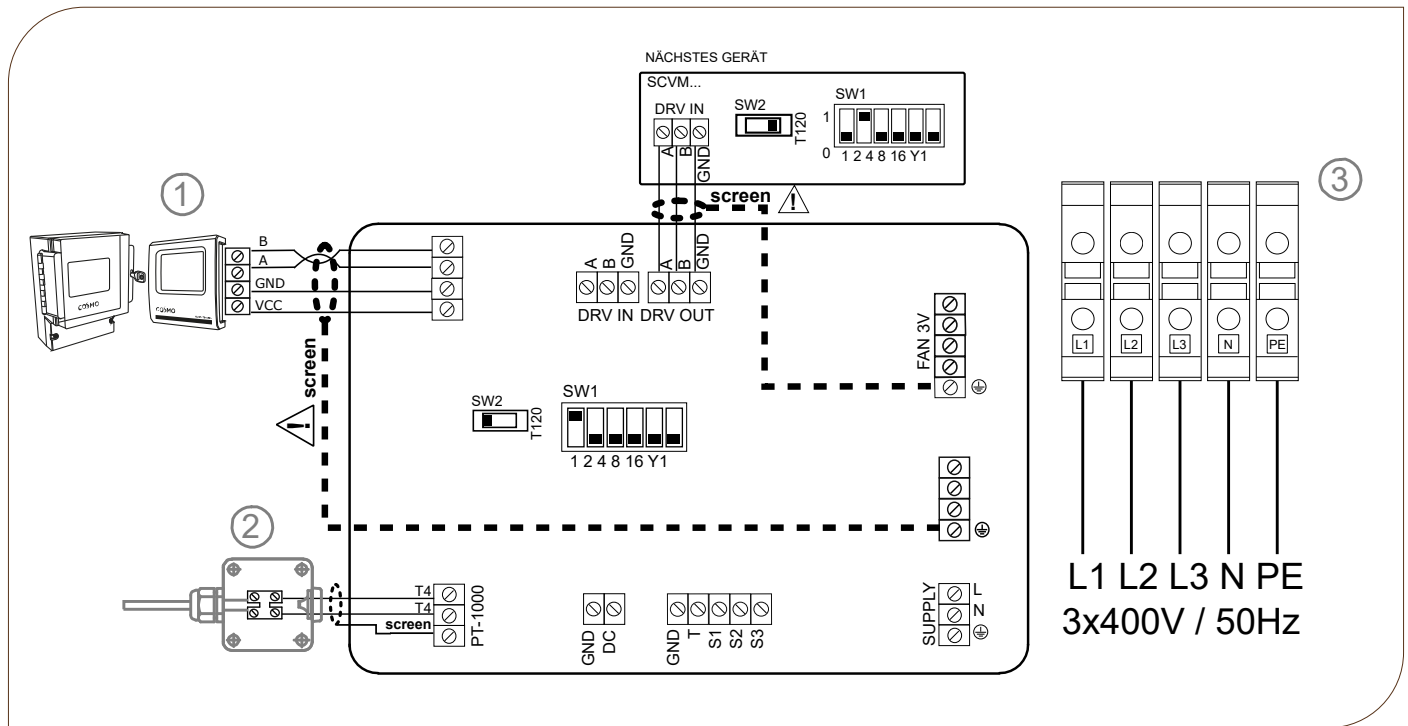 NÄCHSTES GERÄT
SCVM...
DRV IN
A
B
GND
SW2
T120
SW1
1
0
1 2 4 8 16 Y1
screen
1
B
A
GND
VCC
COSMO
COSMO
screen
A
B
GND
DRV IN
A
B
GND
DRV OUT
FAN 3V
SW2
T120
SW1
1 2 4 8 16 Y1
2
T4
T4
screen
PT-1000
GND
DC
GND
T
S1
S2
S3
SUPPLY
L
N
3
L1
L2
L3
N
PE
L1 L2 L3 N PE
3x400V / 50Hz